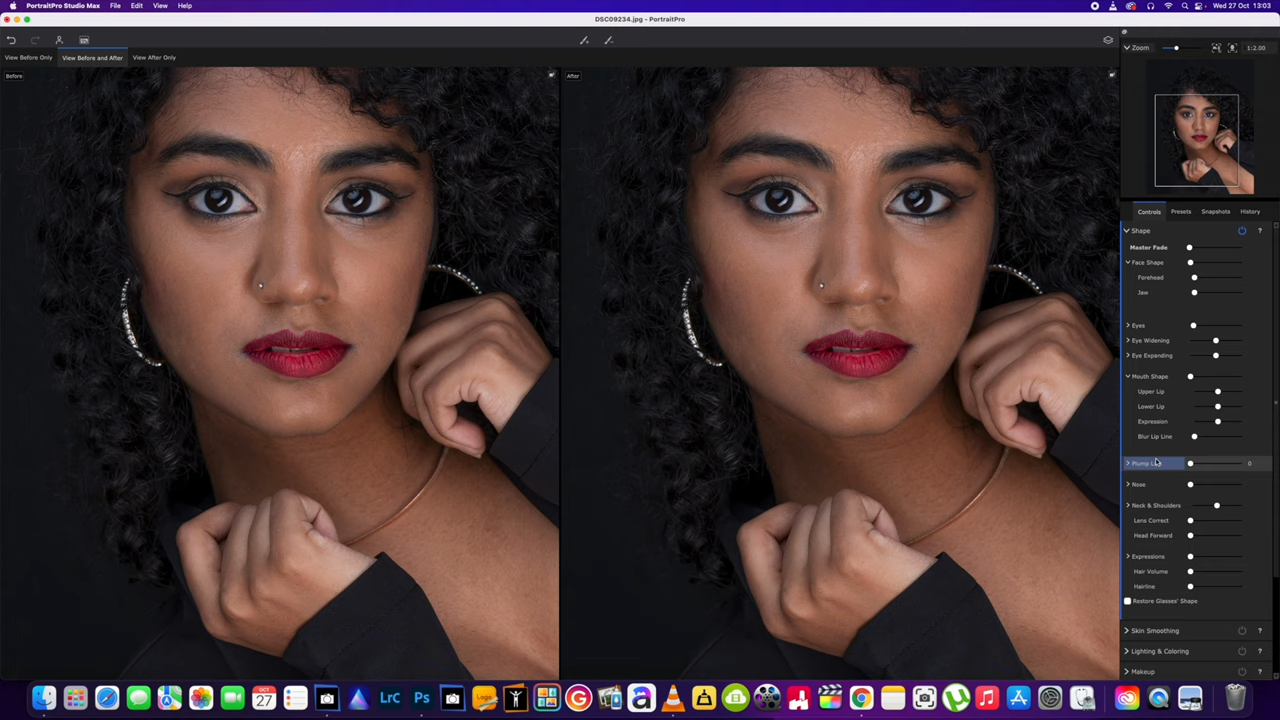 PortraitPro Studio Max File Edit View Help Wed 27 Oct 13:03
DSC09234.jpg - PortraitPro
View Before Only View Before and After View After Only
Before
After
Zoom 1:2.00
Controls Presets Snapshots History
Shape ?
Master Fade
Face Shape
Forehead
Jaw
Eyes
Eye Widening
Eye Expanding
Mouth Shape
Upper Lip
Lower Lip
Expression
Blur Lip Line
Plump 0
Nose
Neck & Shoulders
Lens Correct
Head Forward
Expressions
Hair Volume
Hairline
Restore Glasses' Shape
Skin Smoothing ?
Lighting & Coloring ?
Makeup ?
OCT
27
LrC Ps